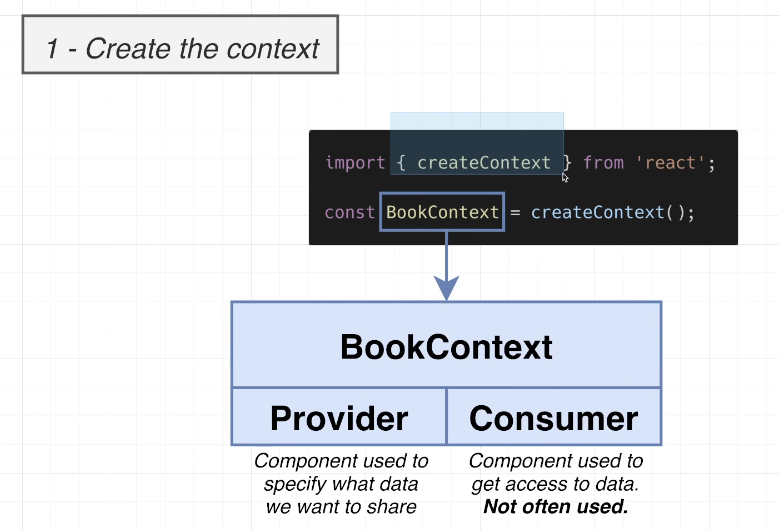 1 - Create the context
import { createContext } from 'react';
const BookContext = createContext();
BookContext
Provider
Consumer
Component used to
specify what data
we want to share
Component used to
get access to data.
Not often used.